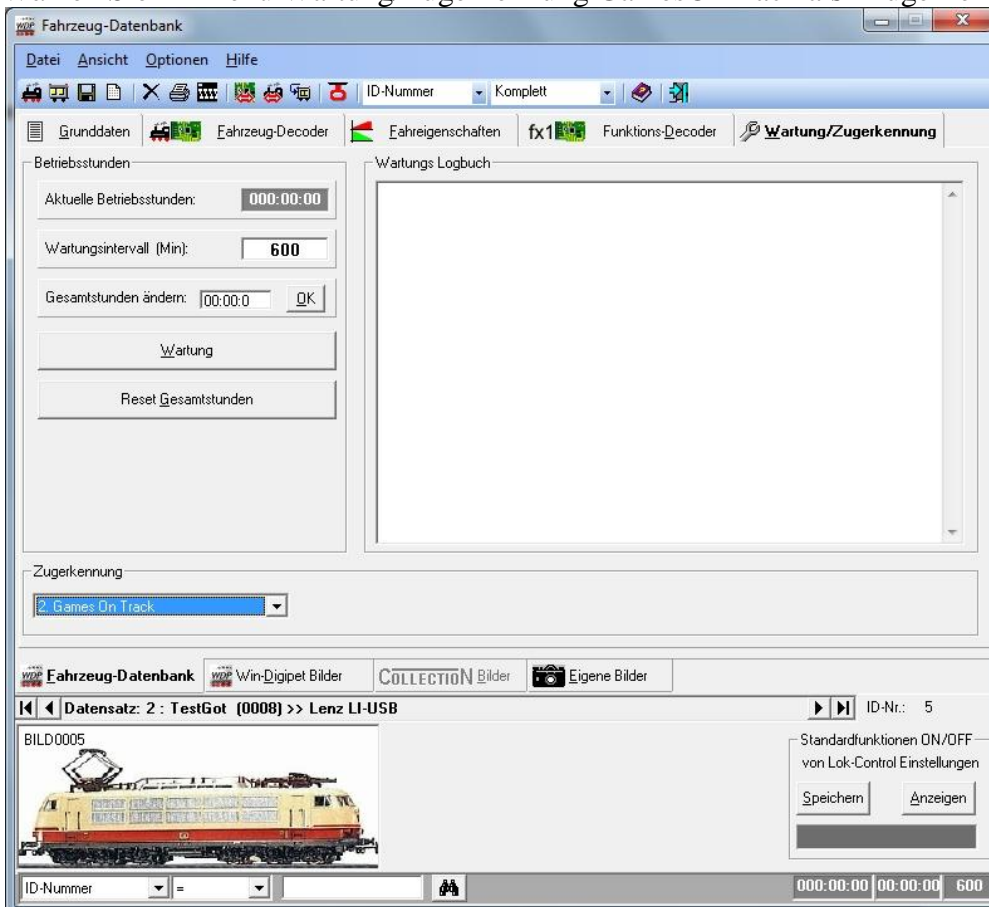 Fahrzeug-Datenbank
Datei Ansicht Optionen Hilfe
ID-Nummer Komplett
Grunddaten Fahrzeug-Decoder Fahreigenschaften fx1 Funktions-Decoder Wartung/Zugerkennung
Betriebsstunden
Wartungs Logbuch
Aktuelle Betriebsstunden: 000:00:00
Wartungsintervall (Min): 600
Gesamtstunden ändern: 00:00:0 OK
Wartung
Reset Gesamtstunden
Zugerkennung
2. Games On Track
WDP Fahrzeug-Datenbank WDP Win-Digipet Bilder COLLECTION Bilder Eigene Bilder
Datensatz: 2 : TestGot (0008) >> Lenz LI-USB ID-Nr.: 5
BILD0005
Standardfunktionen ON/OFF
von Lok-Control Einstellungen
Speichern Anzeigen
ID-Nummer = 000:00:00 00:00:00 600